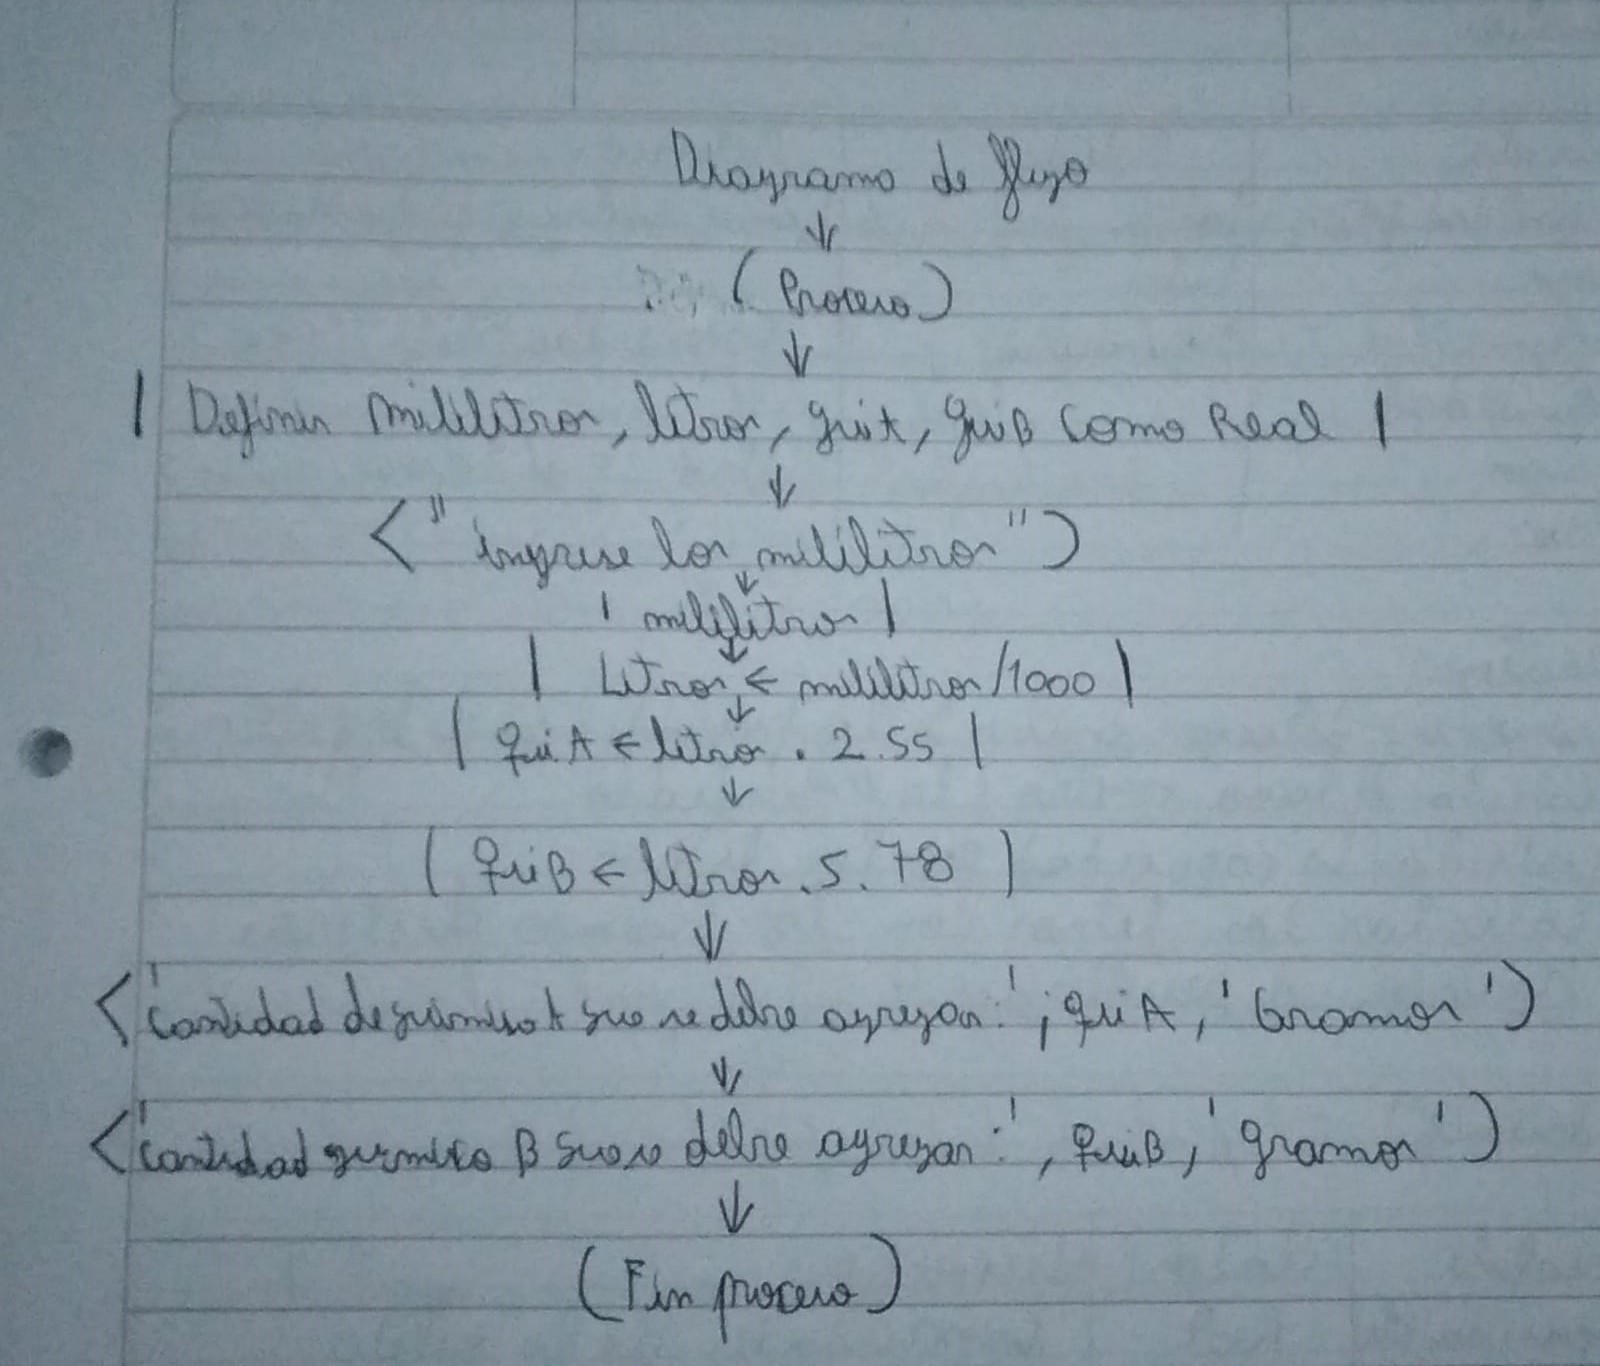 Diagrama de flujo
↓
(Proceso)
↓
| Definir mililitros, litros, quiA, quiB como Real |
↓
<"ingrese los mililitros")
↓
| mililitros |
↓
| Litros ← mililitros/1000 |
↓
| quiA ← litros . 2.55 |
↓
( quiB ← litros . 5.78 )
↓
<'Cantidad de quimico A que se debe agregar:', quiA, 'Gramos')
↓
<'Cantidad quimico B que se debe agregar:', quiB, 'gramos')
↓
(Fin proceso)